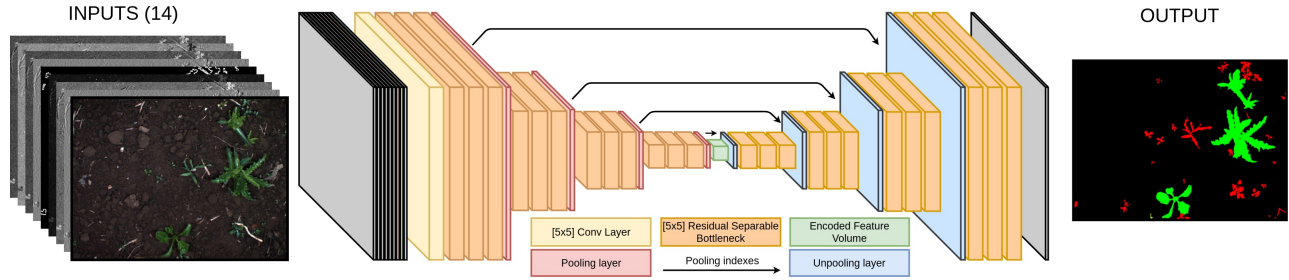 INPUTS (14)
OUTPUT
[5x5] Conv Layer
[5x5] Residual Separable
Bottleneck
Encoded Feature
Volume
Pooling layer
Pooling indexes
Unpooling layer